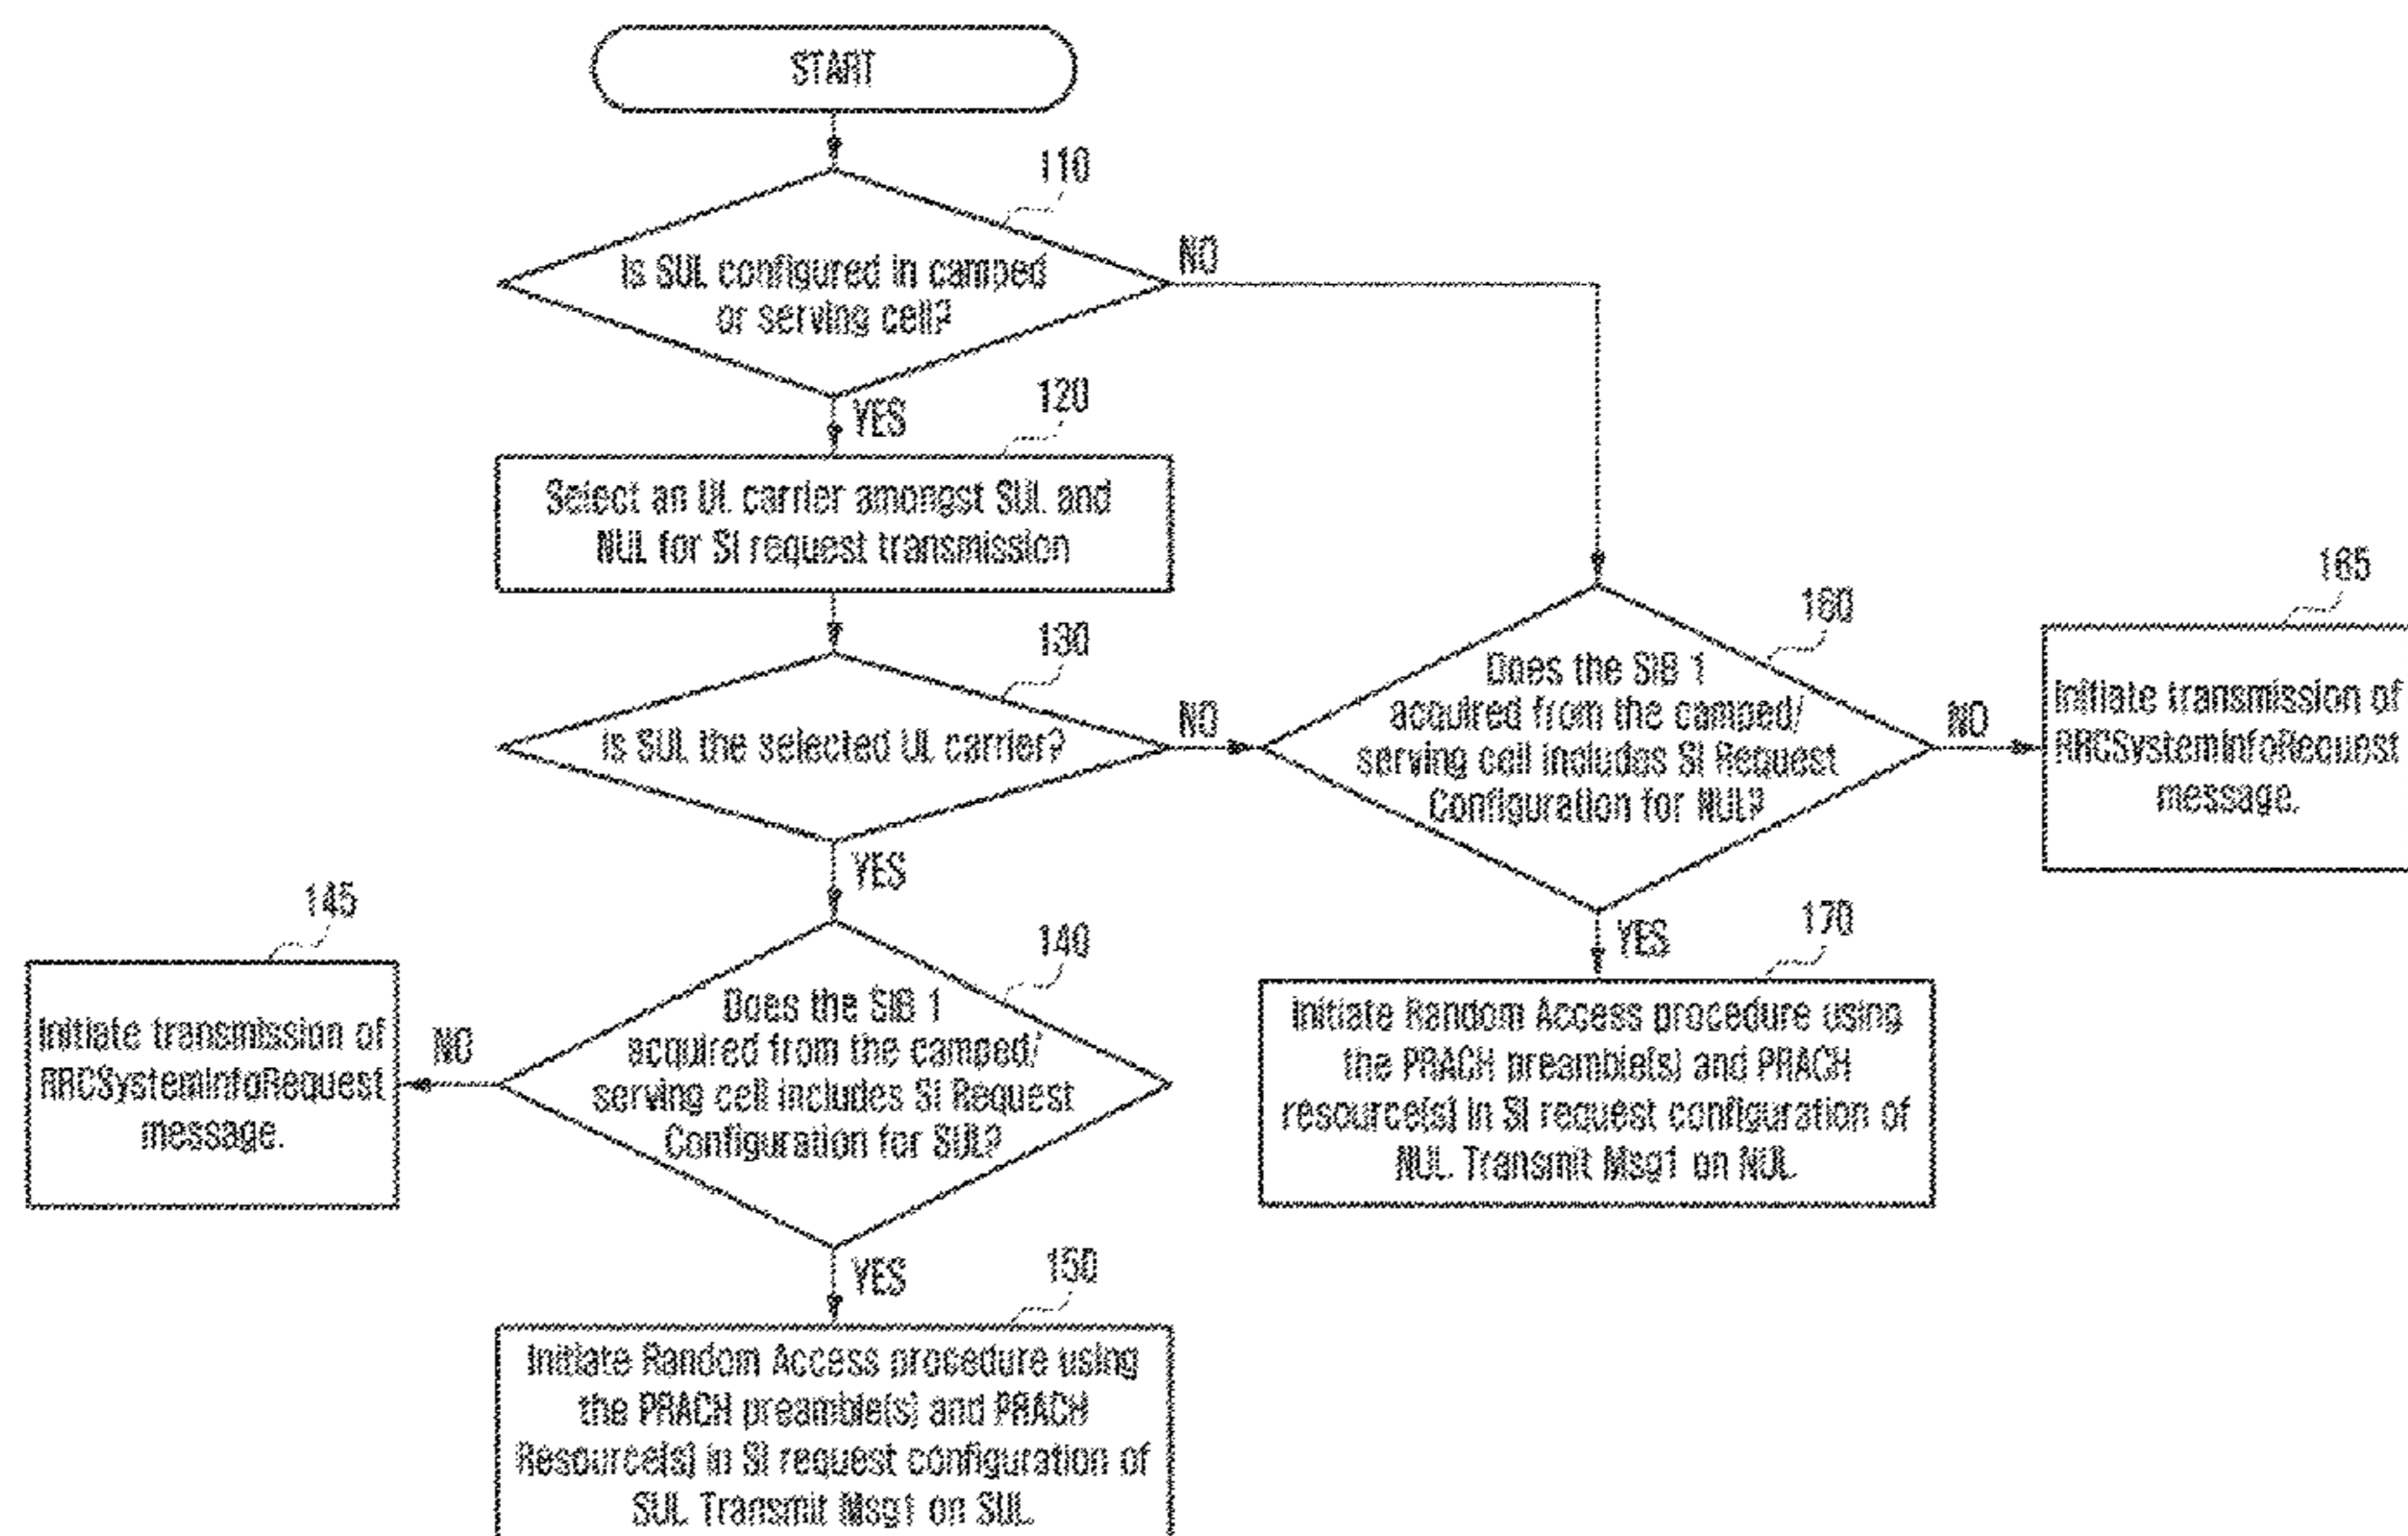 START
110
Is SUL configured in camped
or serving cell?
NO
YES
120
Select an UL carrier amongst SUL and
NUL for SI request transmission
130
Is SUL the selected UL carrier?
NO
YES
160
Does the SIB 1
acquired from the camped/
serving cell includes SI Request
Configuration for NUL?
NO
165
Initiate transmission of
RRCSystemInfoRequest
message.
YES
170
Initiate Random Access procedure using
the PRACH preamble(s) and PRACH
resource(s) in SI request configuration of
NUL. Transmit Msg1 on NUL
140
Does the SIB 1
acquired from the camped/
serving cell includes SI Request
Configuration for SUL?
NO
145
Initiate transmission of
RRCSystemInfoRequest
message.
YES
150
Initiate Random Access procedure using
the PRACH preamble(s) and PRACH
Resource(s) in SI request configuration of
SUL. Transmit Msg1 on SUL